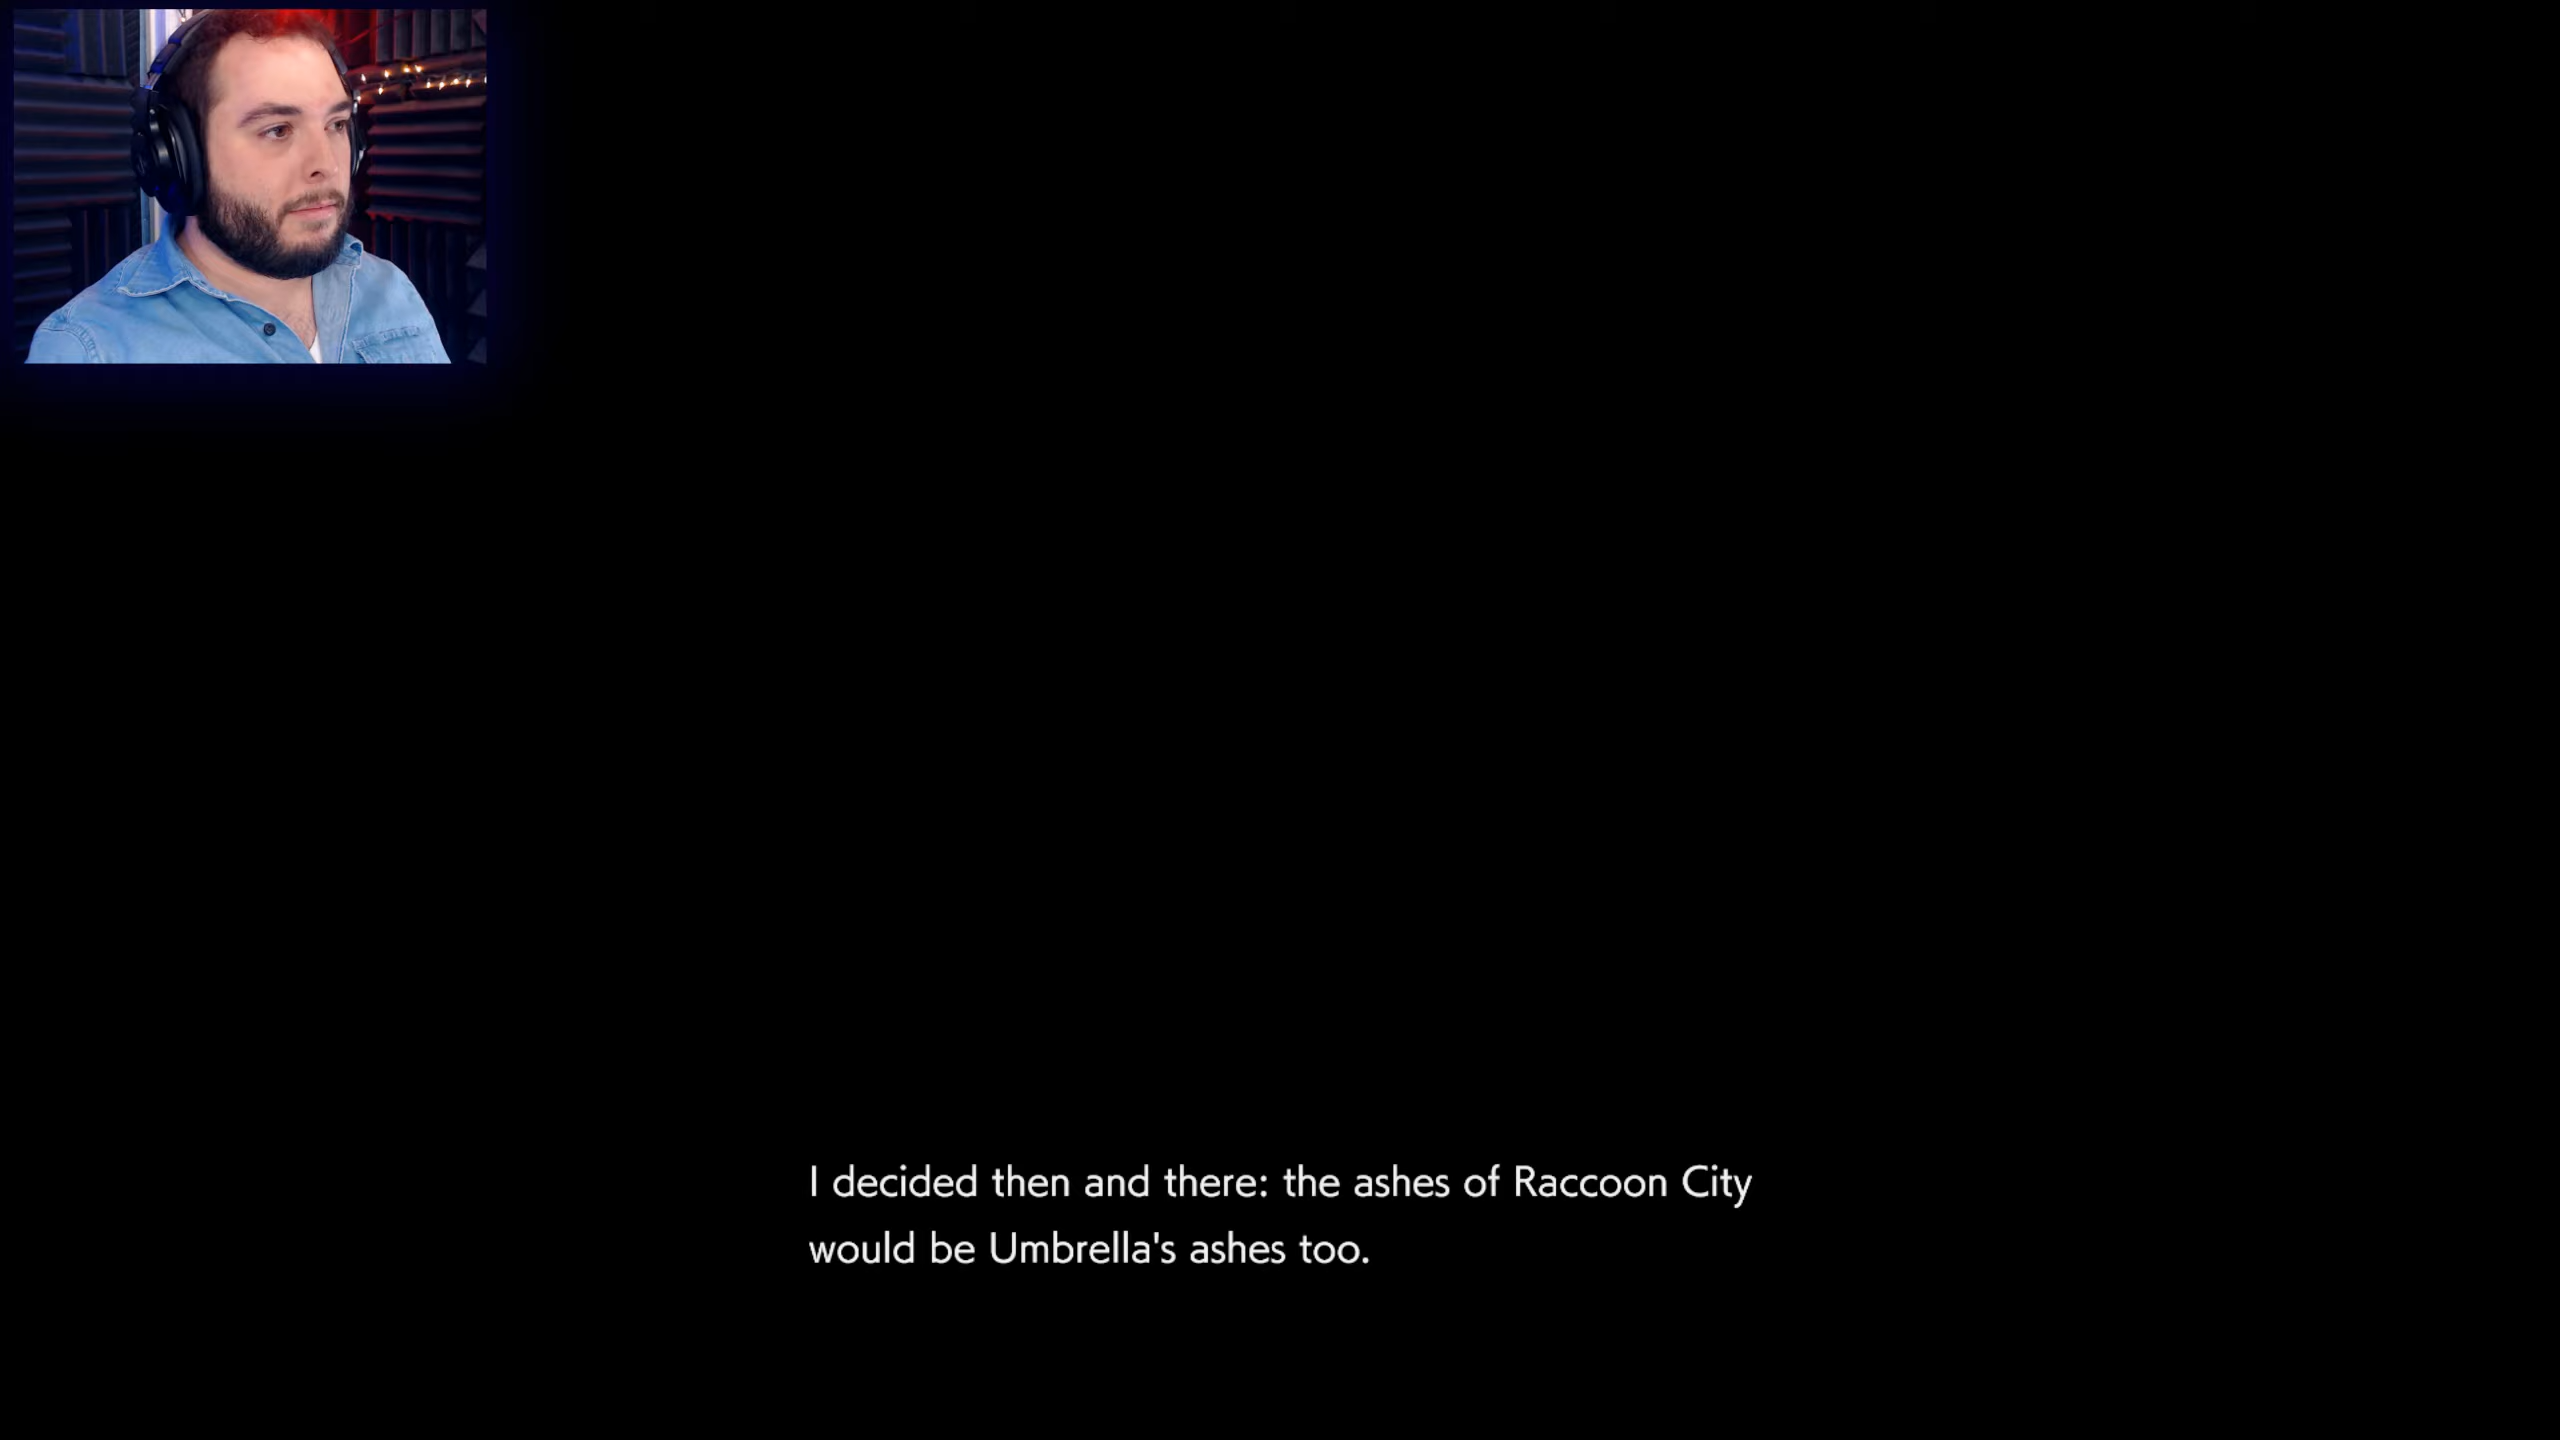 I decided then and there: the ashes of Raccoon City
would be Umbrella's ashes too.